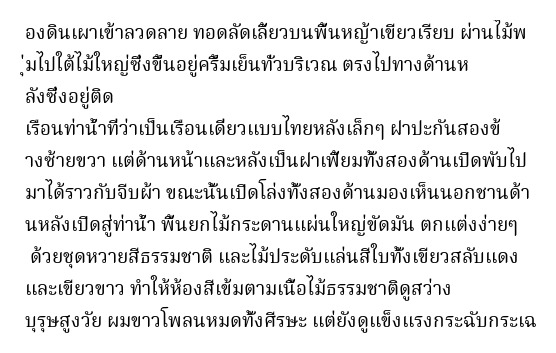 องดินเผาเข้าลวดลาย ทอดลัดเลี้ยวบนพื้นหญ้าเขียวเรียบ ผ่านไม้พ
ุ่มไปใต้ไม้ใหญ่ซึ่งขึ้นอยู่ครึ้มเย็นทั่วบริเวณ ตรงไปทางด้านห
ลังซึ่งอยู่ติด
เรือนท่าน้ำที่ว่าเป็นเรือนเดียวแบบไทยหลังเล็กๆ ฝาปะกันสองข้
างซ้ายขวา แต่ด้านหน้าและหลังเป็นฝาเฟี้ยมทั้งสองด้านเปิดพับไป
มาได้ราวกับจีบผ้า ขณะนั้นเปิดโล่งทั้งสองด้านมองเห็นนอกชานด้า
นหลังเปิดสู่ท่าน้ำ พื้นยกไม้กระดานแผ่นใหญ่ขัดมัน ตกแต่งง่ายๆ
ด้วยชุดหวายสีธรรมชาติ และไม้ประดับแล่นสีใบทั้งเขียวสลับแดง
และเขียวขาว ทำให้ห้องสีเข้มตามเนื้อไม้ธรรมชาติดูสว่าง
บุรุษสูงวัย ผมขาวโพลนหมดทั้งศีรษะ แต่ยังดูแข็งแรงกระฉับกระเฉ